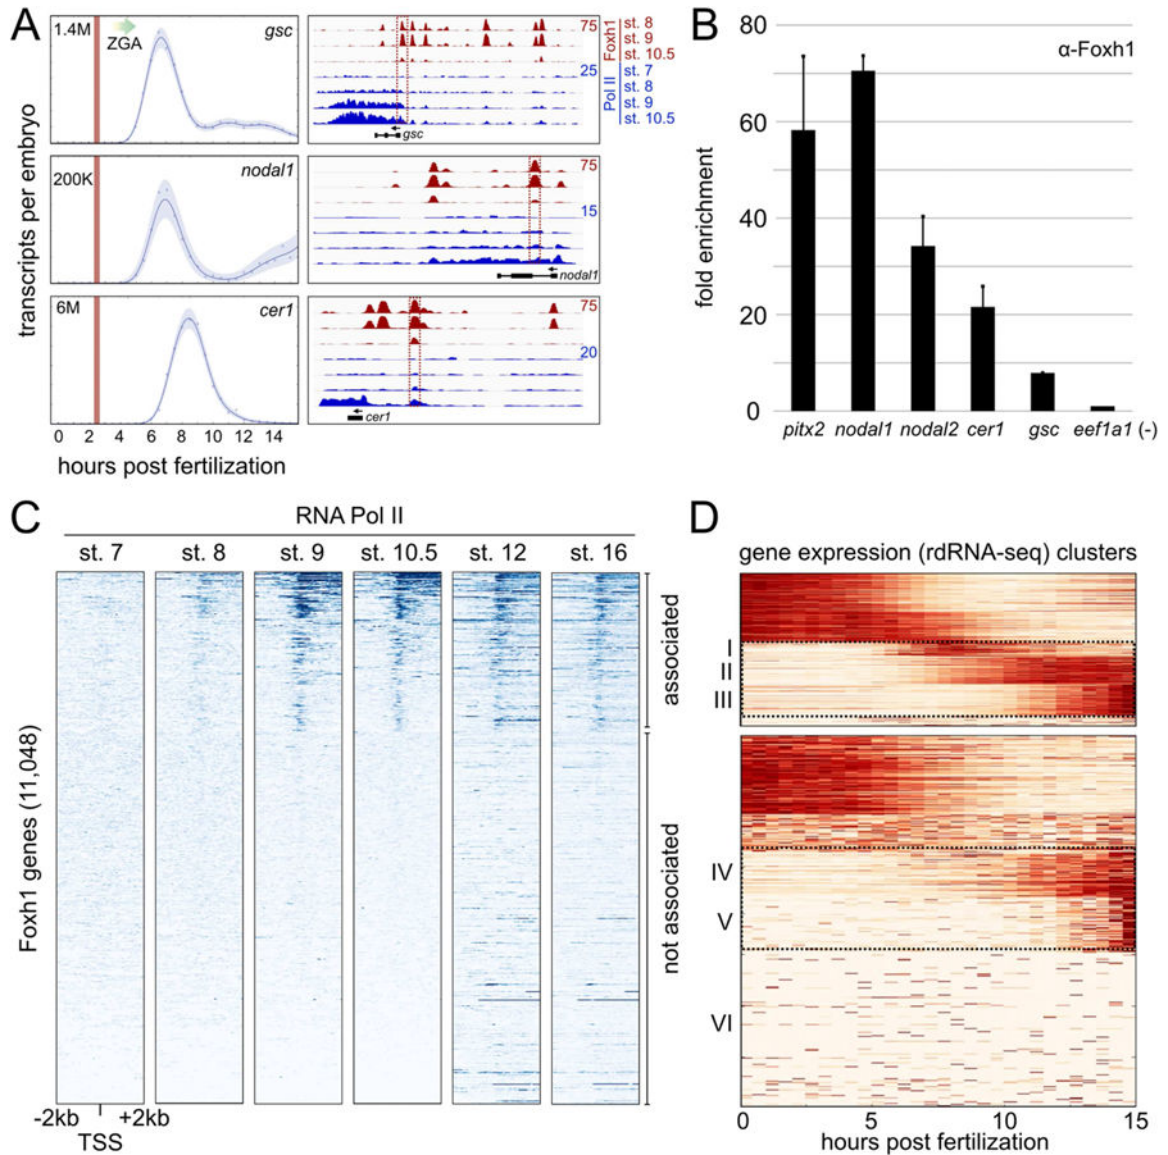 A
transcripts per embryo
1.4M
ZGA
gsc
200K
nodal1
6M
cer1
0 2 4 6 8 10 12 14
hours post fertilization
75
25
Foxh1
st. 8
st. 9
st. 10.5
Pol II
st. 7
st. 8
st. 9
st. 10.5
gsc
75
15
nodal1
75
20
cer1
B
α-Foxh1
fold enrichment
80
60
40
20
0
pitx2 nodal1 nodal2 cer1 gsc eef1a1 (-)
C
RNA Pol II
st. 7 st. 8 st. 9 st. 10.5 st. 12 st. 16
Foxh1 genes (11,048)
associated
not associated
-2kb +2kb
TSS
D
gene expression (rdRNA-seq) clusters
I
II
III
IV
V
VI
0 5 10 15
hours post fertilization